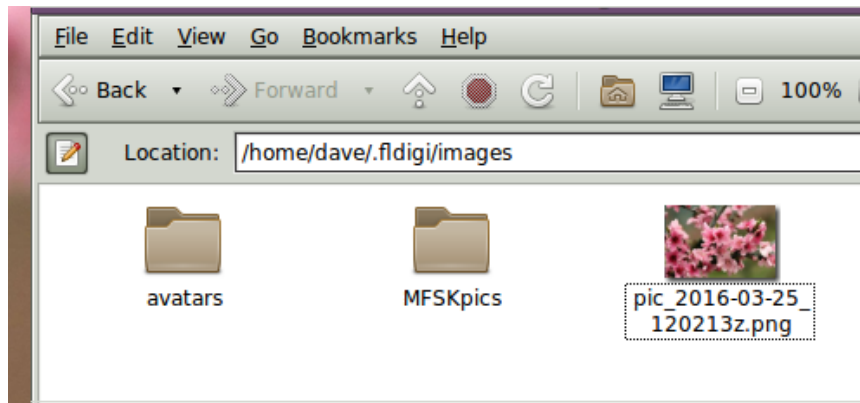 File Edit View Go Bookmarks Help
Back Forward 100%
Location: /home/dave/.fldigi/images
avatars MFSKpics pic_2016-03-25_
120213z.png